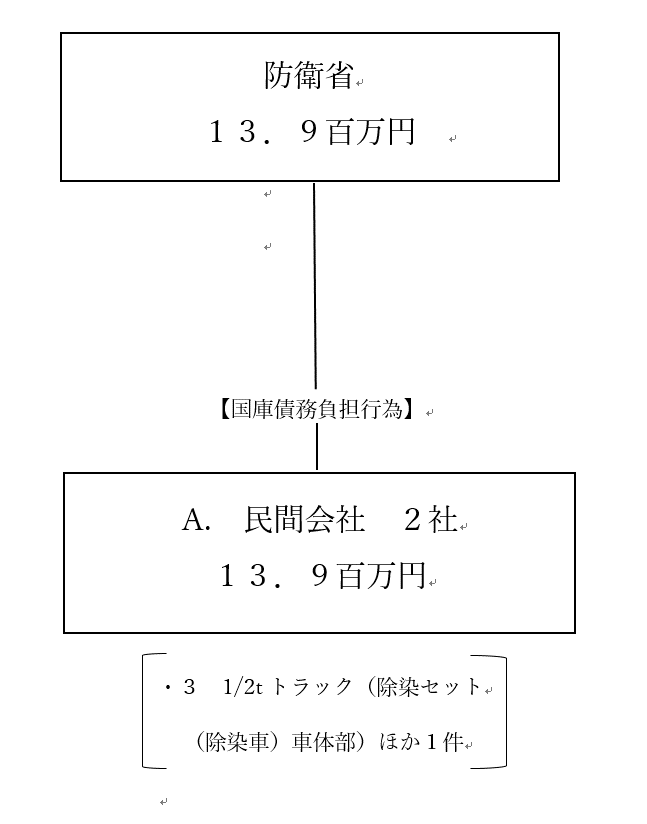 防衛省
１３．９百万円
【国庫債務負担行為】
A.　民間会社　２社
１３．９百万円
・３　1/2tトラック（除染セット
（除染車）車体部）ほか１件